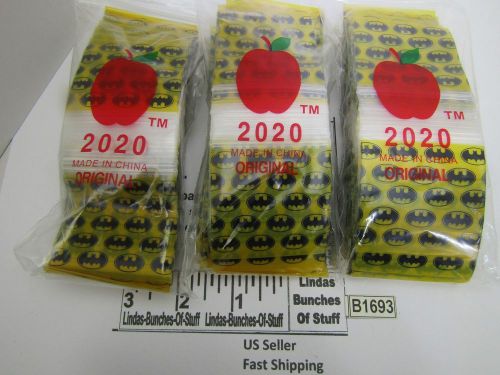 TM
2020
MADE IN CHINA
ORIGINAL
TM
2020
MADE IN CHINA
ORIGINAL
TM
2020
MADE IN CHINA
ORIGINAL
3 2 1
Lindas-Bunches-Of-Stuff Lindas-Bunches-Of-Stuff
Lindas
Bunches
Of Stuff
B1693
US Seller
Fast Shipping